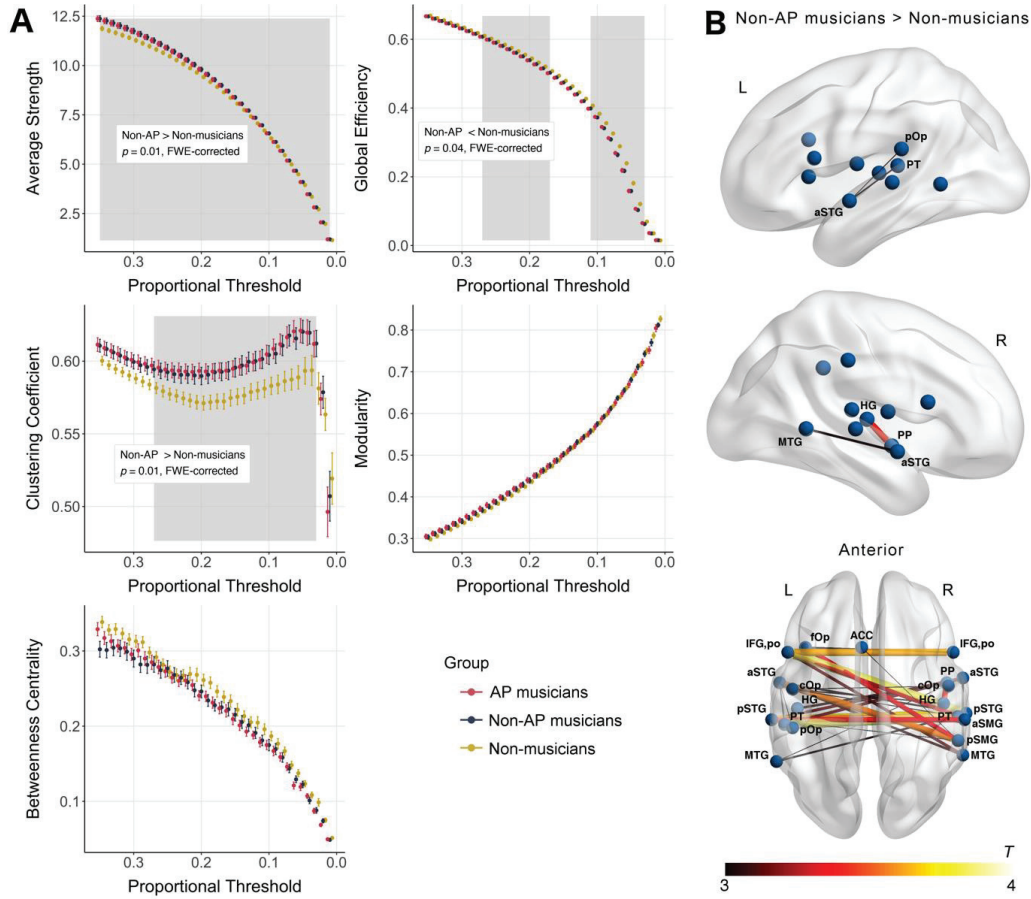 A
12.5
10.0
7.5
5.0
2.5
Average Strength
Non-AP > Non-musicians
p = 0.01, FWE-corrected
0.3
0.2
0.1
0.0
Proportional Threshold
0.6
0.4
0.2
0.0
Global Efficiency
Non-AP < Non-musicians
p = 0.04, FWE-corrected
0.3
0.2
0.1
0.0
Proportional Threshold
0.60
0.55
0.50
Clustering Coefficient
Non-AP > Non-musicians
p = 0.01, FWE-corrected
0.3
0.2
0.1
0.0
Proportional Threshold
0.8
0.7
0.6
0.5
0.4
0.3
Modularity
0.3
0.2
0.1
0.0
Proportional Threshold
0.3
0.2
0.1
Betweenness Centrality
0.3
0.2
0.1
0.0
Proportional Threshold
Group
AP musicians
Non-AP musicians
Non-musicians
B
Non-AP musicians > Non-musicians
L
pOp
PT
aSTG
R
HG
PP
MTG
aSTG
Anterior
L
R
fOp
ACC
IFG,po
IFG,po
aSTG
PP
aSTG
cOp
cOp
HG
HG
pSTG
pSTG
PT
PT
aSMG
pOp
pSMG
MTG
MTG
T
3
4